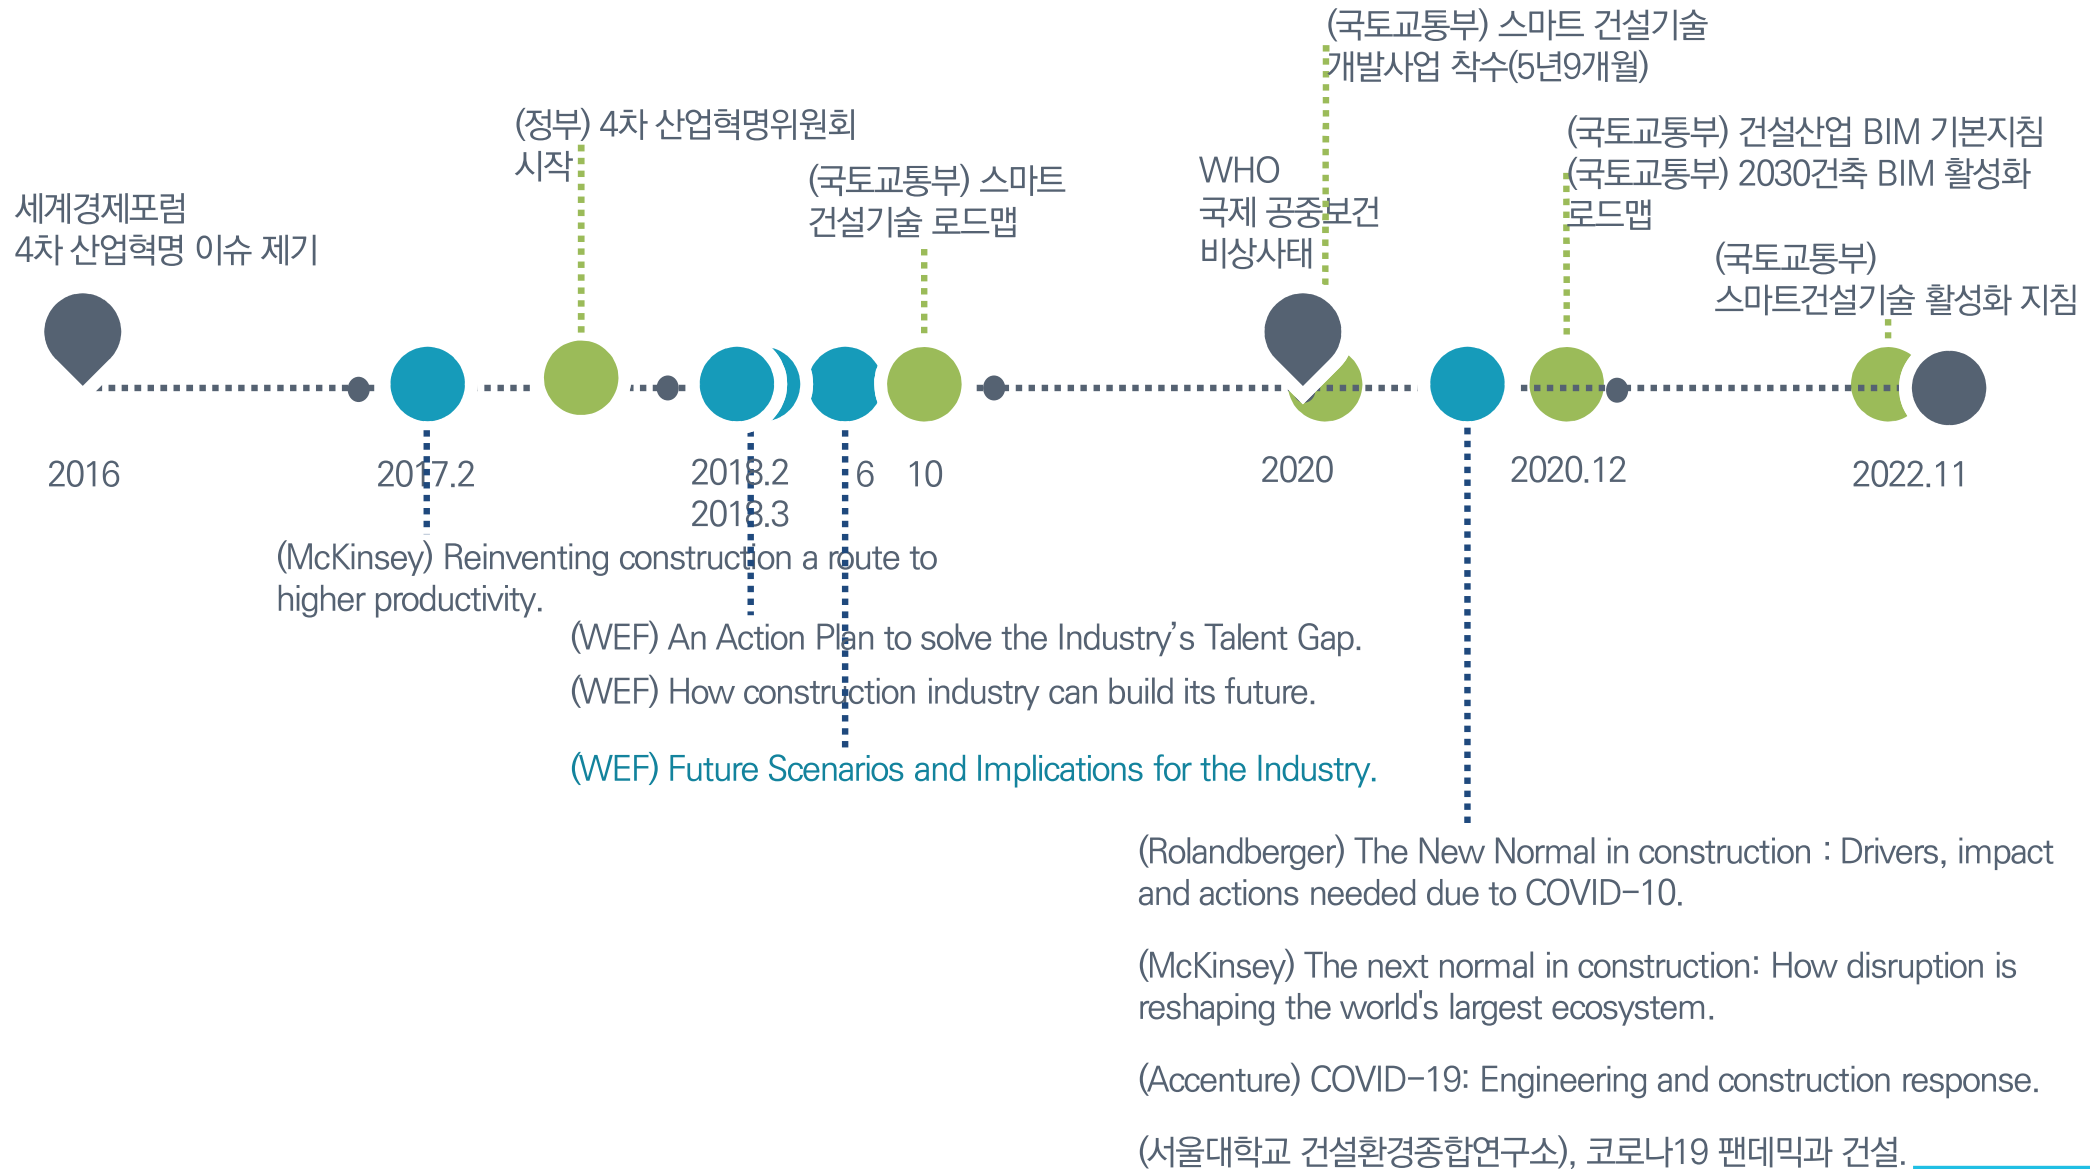 (국토교통부) 스마트 건설기술
개발사업 착수(5년9개월)
(정부) 4차 산업혁명위원회
시작
(국토교통부) 건설산업 BIM 기본지침
(국토교통부) 2030건축 BIM 활성화
로드맵
(국토교통부) 스마트
건설기술 로드맵
WHO
국제 공중보건
비상사태
세계경제포럼
4차 산업혁명 이슈 제기
(국토교통부)
스마트건설기술 활성화 지침
2016
2017.2
2018.2
2018.3
6
10
2020
2020.12
2022.11
(McKinsey) Reinventing construction a route to
higher productivity.
(WEF) An Action Plan to solve the Industry’s Talent Gap.
(WEF) How construction industry can build its future.
(WEF) Future Scenarios and Implications for the Industry.
(Rolandberger) The New Normal in construction : Drivers, impact
and actions needed due to COVID-10.
(McKinsey) The next normal in construction: How disruption is
reshaping the world's largest ecosystem.
(Accenture) COVID-19: Engineering and construction response.
(서울대학교 건설환경종합연구소), 코로나19 팬데믹과 건설.